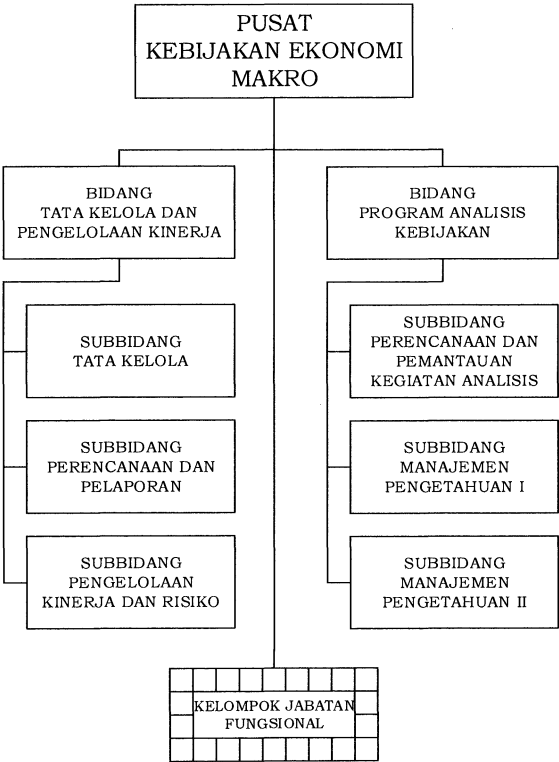 PUSAT
KEBIJAKAN EKONOMI
MAKRO
BIDANG
TATA KELOLA DAN
PENGELOLAAN KINERJA
SUBBIDANG
TATA KELOLA
SUBBIDANG
PERENCANAAN DAN
PELAPORAN
SUBBIDANG
PENGELOLAAN
KINERJA DAN RISIKO
BIDANG
PROGRAM ANALISIS
KEBIJAKAN
SUBBIDANG
PERENCANAAN DAN
PEMANTAUAN
KEGIATAN ANALISIS
SUBBIDANG
MANAJEMEN
PENGETAHUAN I
SUBBIDANG
MANAJEMEN
PENGETAHUAN II
KELOMPOK JABATAN
FUNGSIONAL